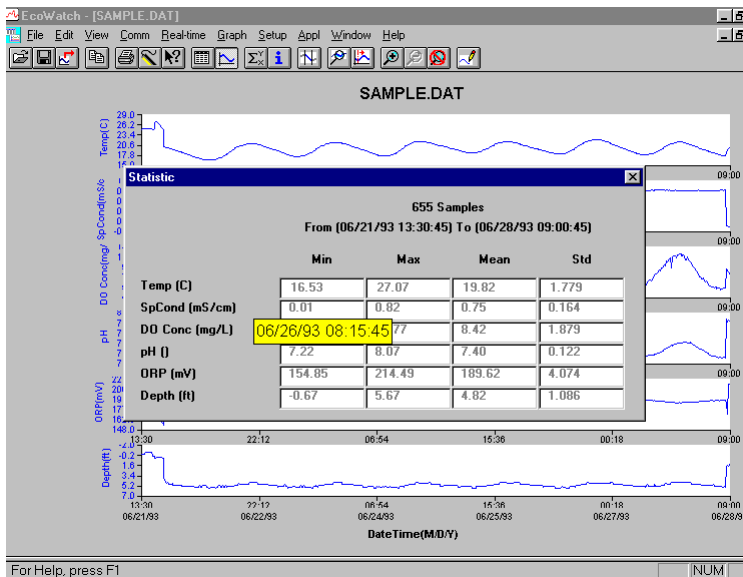 EcoWatch - [SAMPLE.DAT]
File Edit View Comm Real-time Graph Setup Appl Window Help
SAMPLE.DAT
Temp(C)
29.0
26.2
23.4
20.6
17.8
09:00
Statistic
655 Samples
From (06/21/93 13:30:45) To (06/28/93 09:00:45)
Min Max Mean Std
Temp (C) 16.53 27.07 19.82 1.779
SpCond (mS/cm) 0.01 0.82 0.75 0.164
DO Conc (mg/L) 06/26/93 08:15:45 77 8.42 1.879
pH () 7.22 8.07 7.40 0.122
ORP (mV) 154.85 214.49 189.62 4.074
Depth (ft) -0.67 5.67 4.82 1.086
SpCond(mS/c
09:00
DO Conc(mg/
09:00
pH
09:00
ORP(mV)
148.0
13:30 22:12 06:54 15:36 00:18 09:00
Depth(ft)
-2.0
-0.2
1.6
3.4
5.2
7.0
13:30 22:12 06:54 15:36 00:18 09:00
06/21/93 06/22/93 06/24/93 06/25/93 06/27/93 06/28/9
DateTime(M/D/Y)
For Help, press F1
NUM